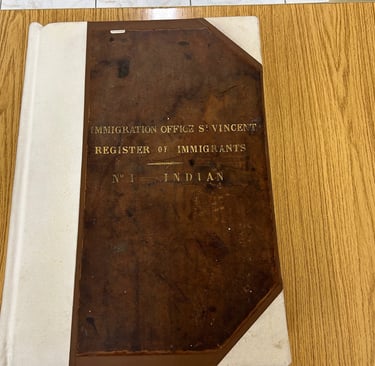 IMMIGRATION OFFICE Sᵗ VINCENT
REGISTER OF IMMIGRANTS
Nº 1 INDIAN